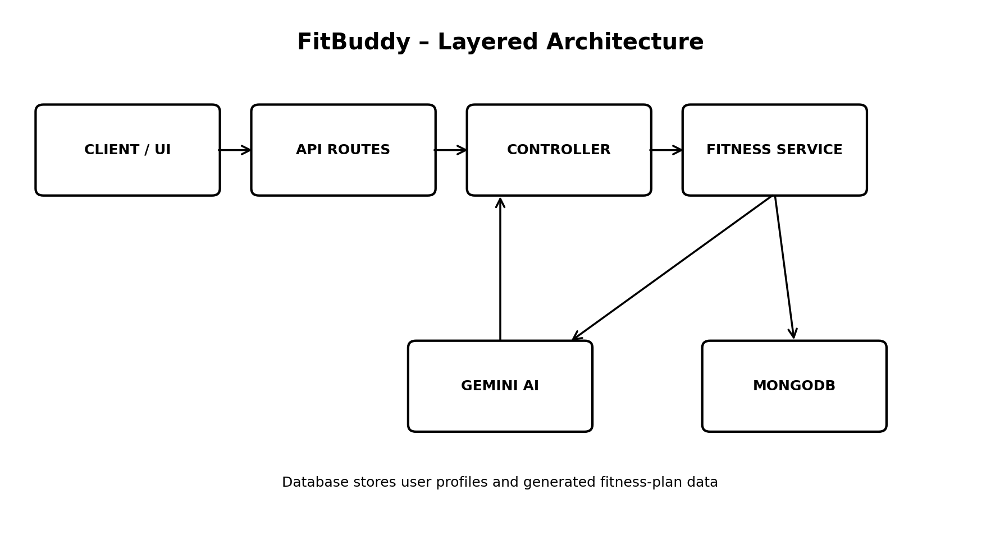 FitBuddy – Layered Architecture
CLIENT / UI
API ROUTES
CONTROLLER
FITNESS SERVICE
GEMINI AI
MONGODB
Database stores user profiles and generated fitness-plan data